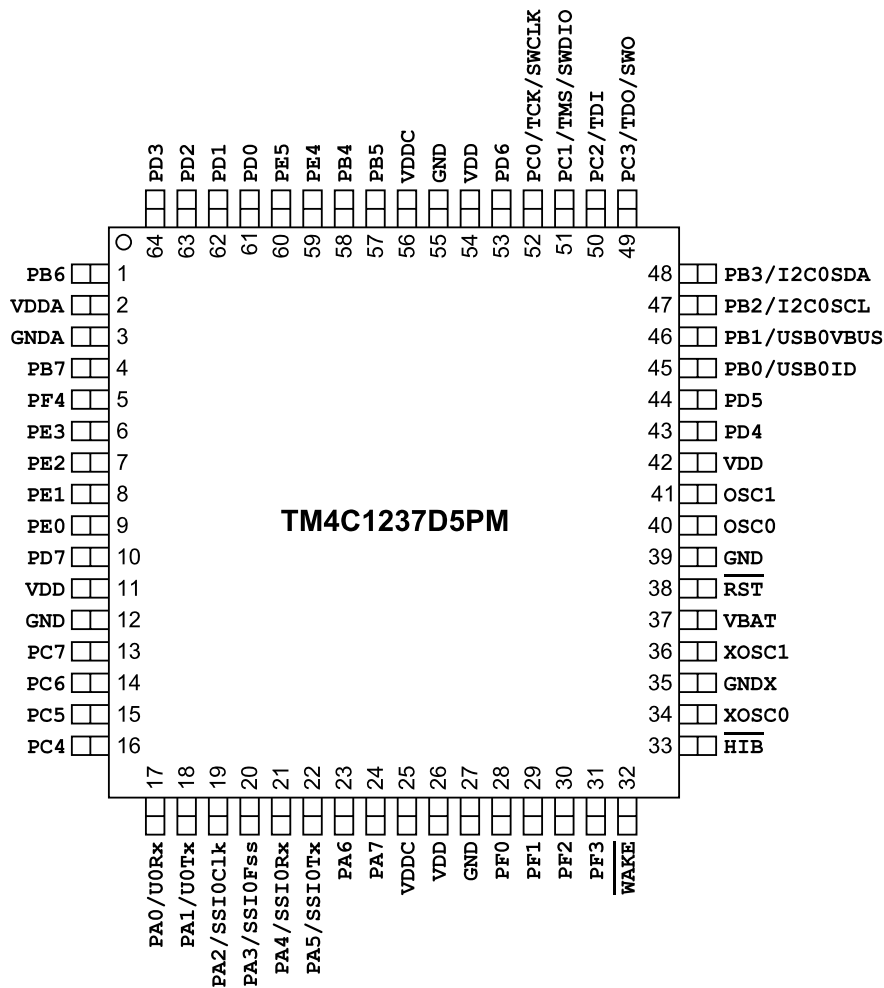 PC0/TCK/SWCLK
PC1/TMS/SWDIO
PC2/TDI
PC3/TDO/SWO
PD3
PD2
PD1
PD0
PE5
PE4
PB4
PB5
VDDC
GND
VDD
PD6
64
63
62
61
60
59
58
57
56
55
54
53
52
51
50
49
PB6 1
VDDA 2
GNDA 3
PB7 4
PF4 5
PE3 6
PE2 7
PE1 8
PE0 9
PD7 10
VDD 11
GND 12
PC7 13
PC6 14
PC5 15
PC4 16
TM4C1237D5PM
48 PB3/I2C0SDA
47 PB2/I2C0SCL
46 PB1/USB0VBUS
45 PB0/USB0ID
44 PD5
43 PD4
42 VDD
41 OSC1
40 OSC0
39 GND
38 RST
37 VBAT
36 XOSC1
35 GNDX
34 XOSC0
33 HIB
17
18
19
20
21
22
23
24
25
26
27
28
29
30
31
32
PA0/U0Rx
PA1/U0Tx
PA2/SSI0Clk
PA3/SSI0Fss
PA4/SSI0Rx
PA5/SSI0Tx
PA6
PA7
VDDC
VDD
GND
PF0
PF1
PF2
PF3
WAKE